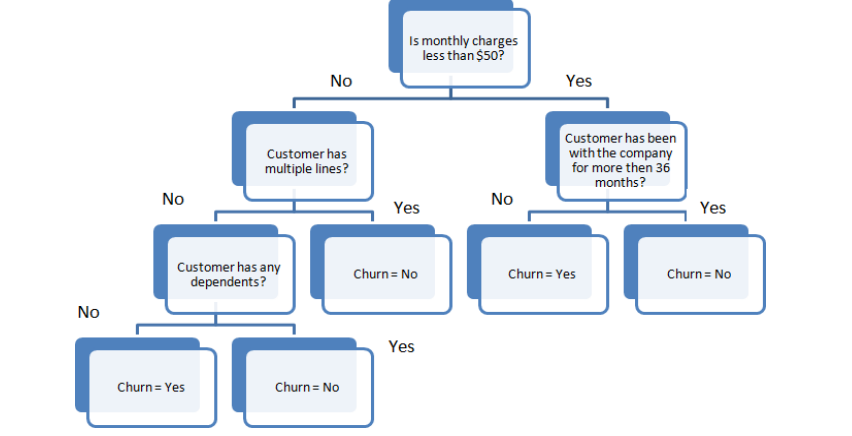 Is monthly charges
less than $50?
No
Yes
Customer has
multiple lines?
Customer has been
with the company
for more then 36
months?
No
Yes
No
Yes
Customer has any
dependents?
Churn = No
Churn = Yes
Churn = No
No
Yes
Churn = Yes
Churn = No